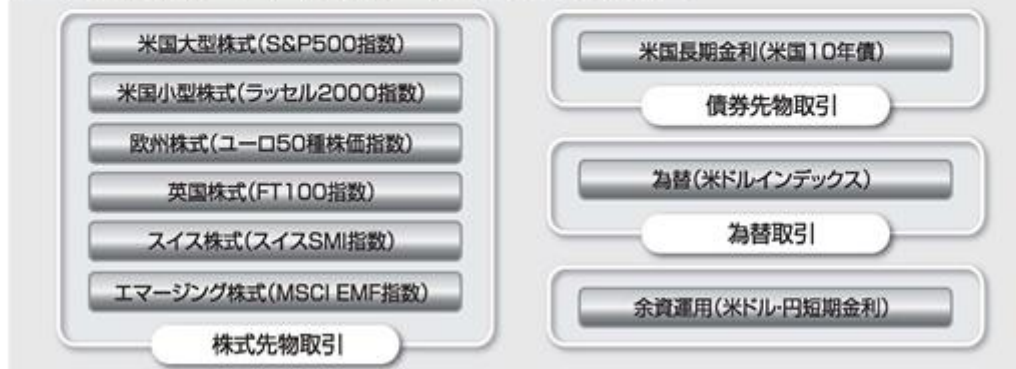 米国大型株式(S&P500指数)
米国小型株式(ラッセル2000指数)
欧州株式(ユーロ50種株価指数)
英国株式(FT100指数)
スイス株式(スイスSMI指数)
エマージング株式(MSCI EMF指数)
株式先物取引
米国長期金利(米国10年債)
債券先物取引
為替(米ドルインデックス)
為替取引
余資運用(米ドル・円短期金利)